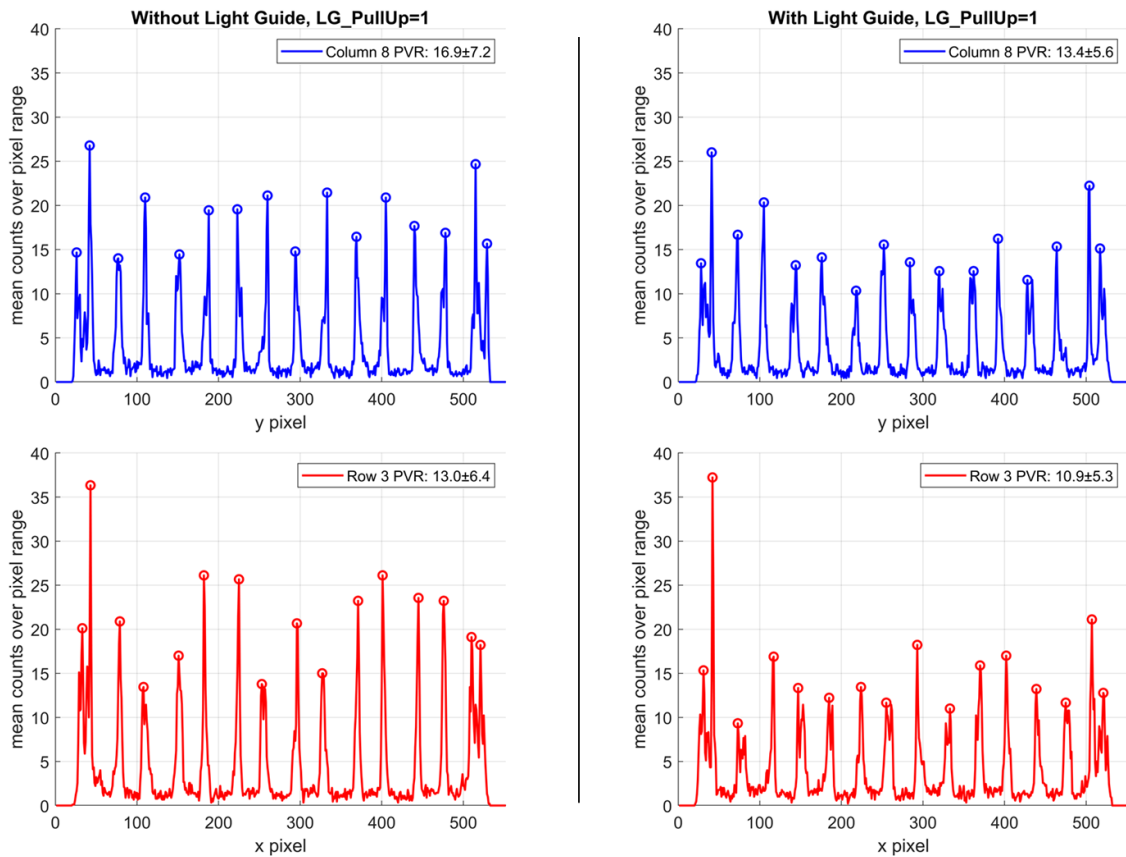 Without Light Guide, LG_PullUp=1
Column 8 PVR: 16.9±7.2
mean counts over pixel range
40
35
30
25
20
15
10
5
0
0 100 200 300 400 500
y pixel
With Light Guide, LG_PullUp=1
Column 8 PVR: 13.4±5.6
mean counts over pixel range
40
35
30
25
20
15
10
5
0
0 100 200 300 400 500
y pixel
Row 3 PVR: 13.0±6.4
mean counts over pixel range
40
35
30
25
20
15
10
5
0
0 100 200 300 400 500
x pixel
Row 3 PVR: 10.9±5.3
mean counts over pixel range
40
35
30
25
20
15
10
5
0
0 100 200 300 400 500
x pixel